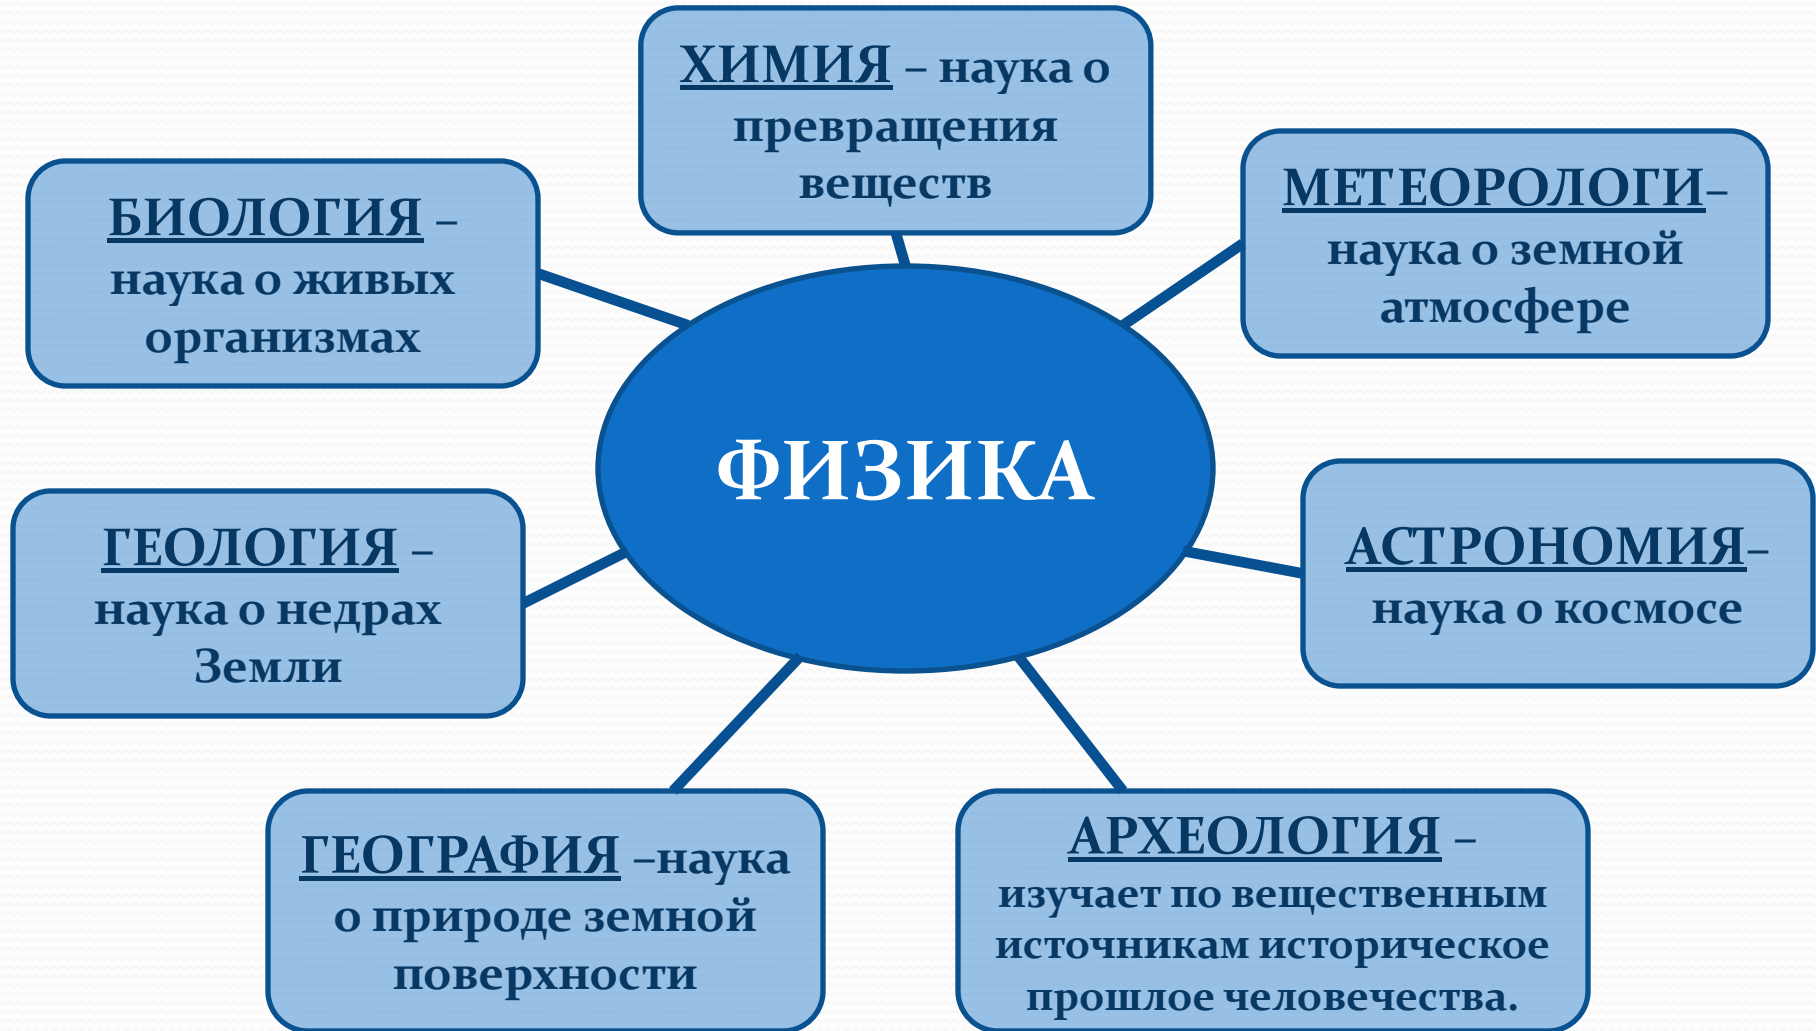 ХИМИЯ – наука о
превращения
веществ
МЕТЕОРОЛОГИ–
наука о земной
атмосфере
БИОЛОГИЯ –
наука о живых
организмах
ФИЗИКА
ГЕОЛОГИЯ –
наука о недрах
Земли
АСТРОНОМИЯ–
наука о космосе
ГЕОГРАФИЯ –наука
о природе земной
поверхности
АРХЕОЛОГИЯ –
изучает по вещественным
источникам историческое
прошлое человечества.